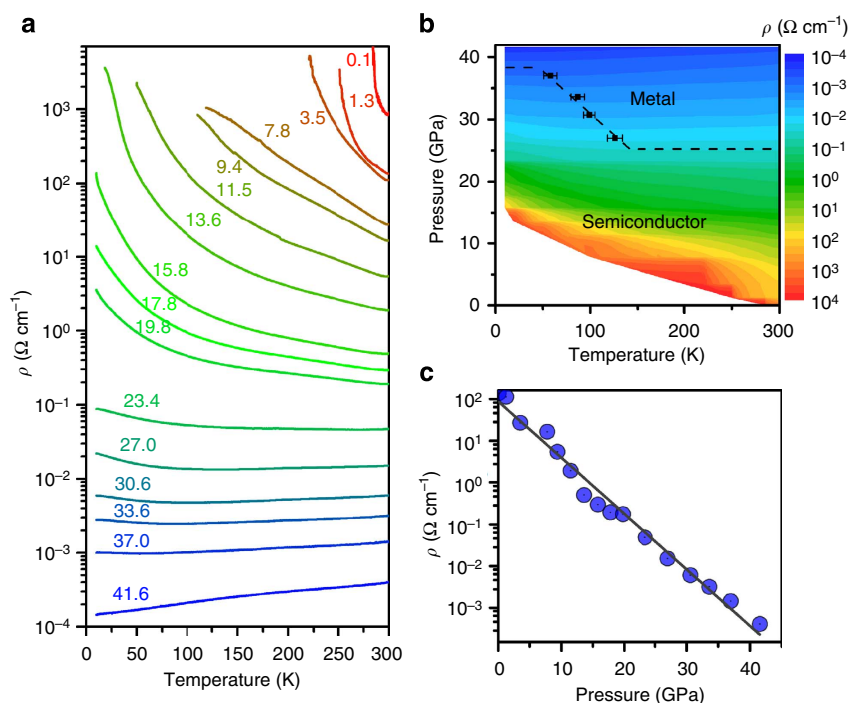 a
ρ (Ω cm⁻¹)
10³
10²
10¹
10⁰
10⁻¹
10⁻²
10⁻³
10⁻⁴
0.1
1.3
3.5
7.8
9.4
11.5
13.6
15.8
17.8
19.8
23.4
27.0
30.6
33.6
37.0
41.6
0 50 100 150 200 250 300
Temperature (K)
b
ρ (Ω cm⁻¹)
Pressure (GPa)
40
30
20
10
0
Metal
Semiconductor
0 100 200 300
Temperature (K)
10⁻⁴
10⁻³
10⁻²
10⁻¹
10⁰
10¹
10²
10³
10⁴
c
ρ (Ω cm⁻¹)
10²
10¹
10⁰
10⁻¹
10⁻²
10⁻³
0 10 20 30 40
Pressure (GPa)